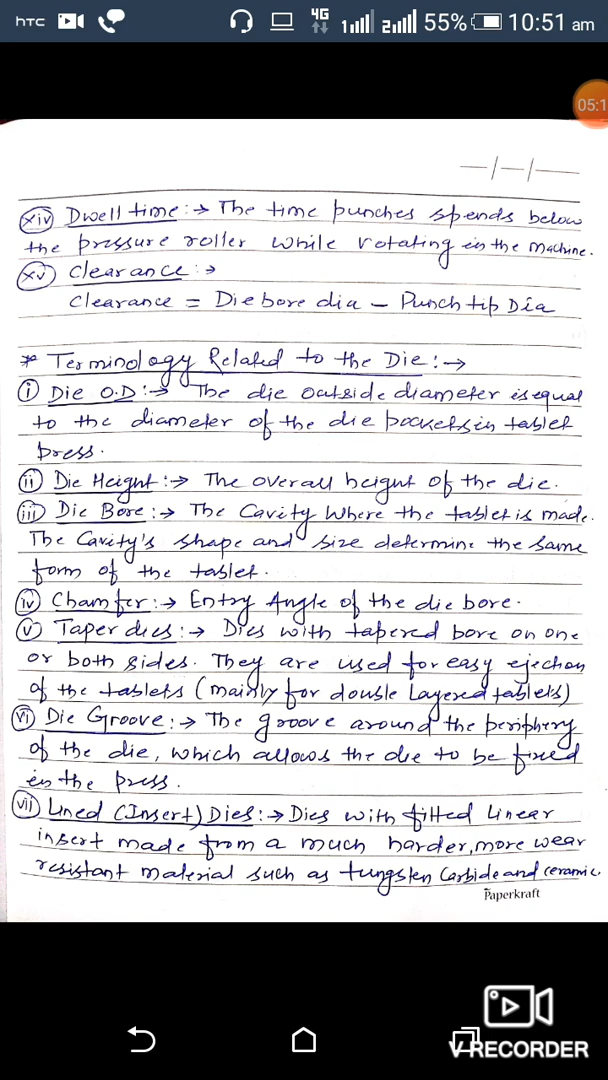 hTC 4G 55% 10:51 am
05:1
(xiv) Dwell time :→ The time punches spends below
the pressure roller while rotating in the machine.
(xv) Clearance :→
Clearance = Die bore dia – Punch tip Dia
* Terminology Related to the Die :→
(i) Die O.D :→ The die outside diameter is equal
to the diameter of the die pockets in tablet
press.
(ii) Die Height :→ The overall height of the die.
(iii) Die Bore :→ The Cavity Where the tablet is made.
The Cavity's shape and size determine the same
form of the tablet.
(iv) Chamfer :→ Entry Angle of the die bore.
(v) Taper dies :→ Dies with tapered bore on one
or both sides. They are used for easy ejection
of the tablets (mainly for double Layered tablets)
(vi) Die Groove :→ The groove around the periphery
of the die, which allows the die to be fixed
in the press.
(vii) Lined (Insert) Dies :→ Dies with fitted Linear
insert made from a much harder, more wear
resistant material such as tungsten Carbide and ceramic.
Paperkraft
V RECORDER